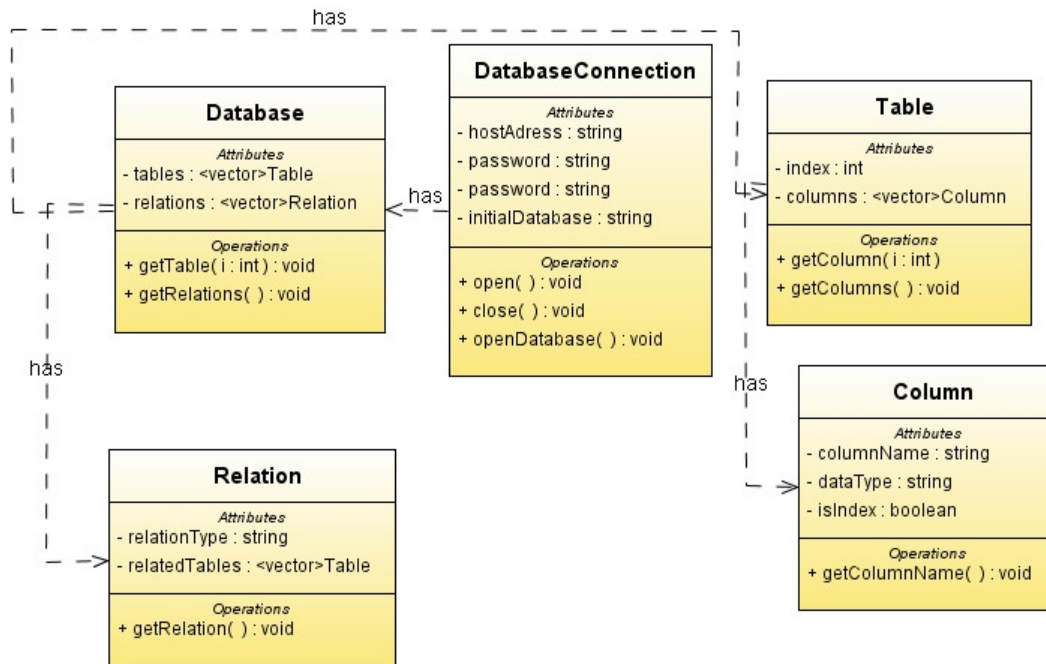 has
Database
Attributes
- tables : <vector>Table
- relations : <vector>Relation
Operations
+ getTable( i : int ) : void
+ getRelations( ) : void
has
DatabaseConnection
Attributes
- hostAdress : string
- password : string
- password : string
- initialDatabase : string
Operations
+ open( ) : void
+ close( ) : void
+ openDatabase( ) : void
Table
Attributes
- index : int
- columns : <vector>Column
Operations
+ getColumn( i : int )
+ getColumns( ) : void
has
has
Relation
Attributes
- relationType : string
- relatedTables : <vector>Table
Operations
+ getRelation( ) : void
Column
Attributes
- columnName : string
- dataType : string
- isIndex : boolean
Operations
+ getColumnName( ) : void